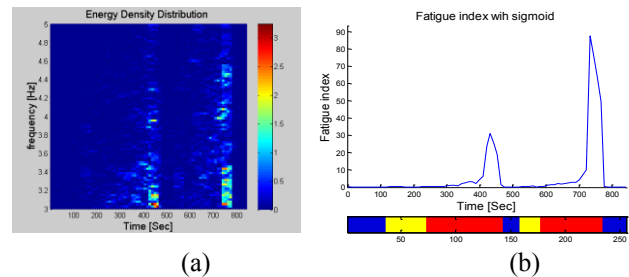 Energy Density Distribution
5
4.8
4.6
4.4
4.2
4
3.8
3.6
3.4
3.2
3
frequency [Hz]
100 200 300 400 500 600 700 800
Time [Sec]
3
2.5
2
1.5
1
0.5
0
(a)
Fatigue index wih sigmoid
90
80
70
60
50
40
30
20
10
0
Fatigue index
0 100 200 300 400 500 600 700 800
Time [Sec]
50 100 150 200 250
(b)